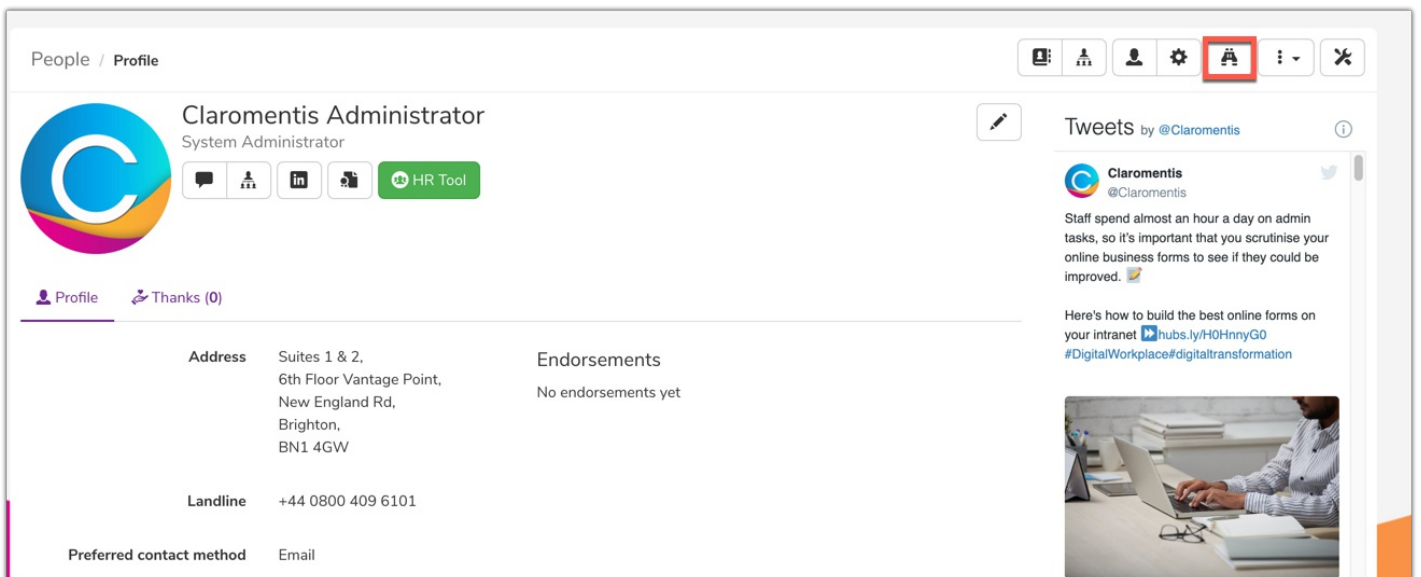 People / Profile
Claromentis Administrator
System Administrator
in
HR Tool
Profile
Thanks (0)
Address
Suites 1 & 2,
6th Floor Vantage Point,
New England Rd,
Brighton,
BN1 4GW
Landline
+44 0800 409 6101
Preferred contact method
Email
Endorsements
No endorsements yet
Tweets by @Claromentis
Claromentis
@Claromentis
Staff spend almost an hour a day on admin
tasks, so it's important that you scrutinise your
online business forms to see if they could be
improved.
Here's how to build the best online forms on
your intranet hubs.ly/H0HnnyG0
#DigitalWorkplace#digitaltransformation